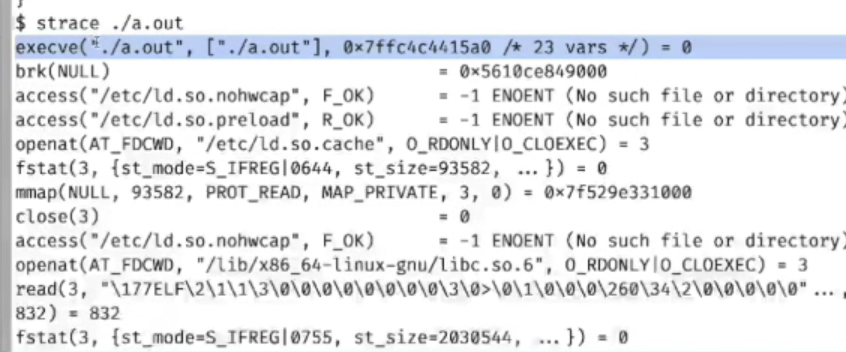 }
$ strace ./a.out
execve("./a.out", ["./a.out"], 0x7ffc4c4415a0 /* 23 vars */) = 0
brk(NULL)                               = 0x5610ce849000
access("/etc/ld.so.nohwcap", F_OK)      = -1 ENOENT (No such file or directory)
access("/etc/ld.so.preload", R_OK)      = -1 ENOENT (No such file or directory)
openat(AT_FDCWD, "/etc/ld.so.cache", O_RDONLY|O_CLOEXEC) = 3
fstat(3, {st_mode=S_IFREG|0644, st_size=93582, ...}) = 0
mmap(NULL, 93582, PROT_READ, MAP_PRIVATE, 3, 0) = 0x7f529e331000
close(3)                                = 0
access("/etc/ld.so.nohwcap", F_OK)      = -1 ENOENT (No such file or directory)
openat(AT_FDCWD, "/lib/x86_64-linux-gnu/libc.so.6", O_RDONLY|O_CLOEXEC) = 3
read(3, "\177ELF\2\1\1\3\0\0\0\0\0\0\0\0\3\0>\0\1\0\0\0\260\34\2\0\0\0\0\0"...,
832) = 832
fstat(3, {st_mode=S_IFREG|0755, st_size=2030544, ...}) = 0